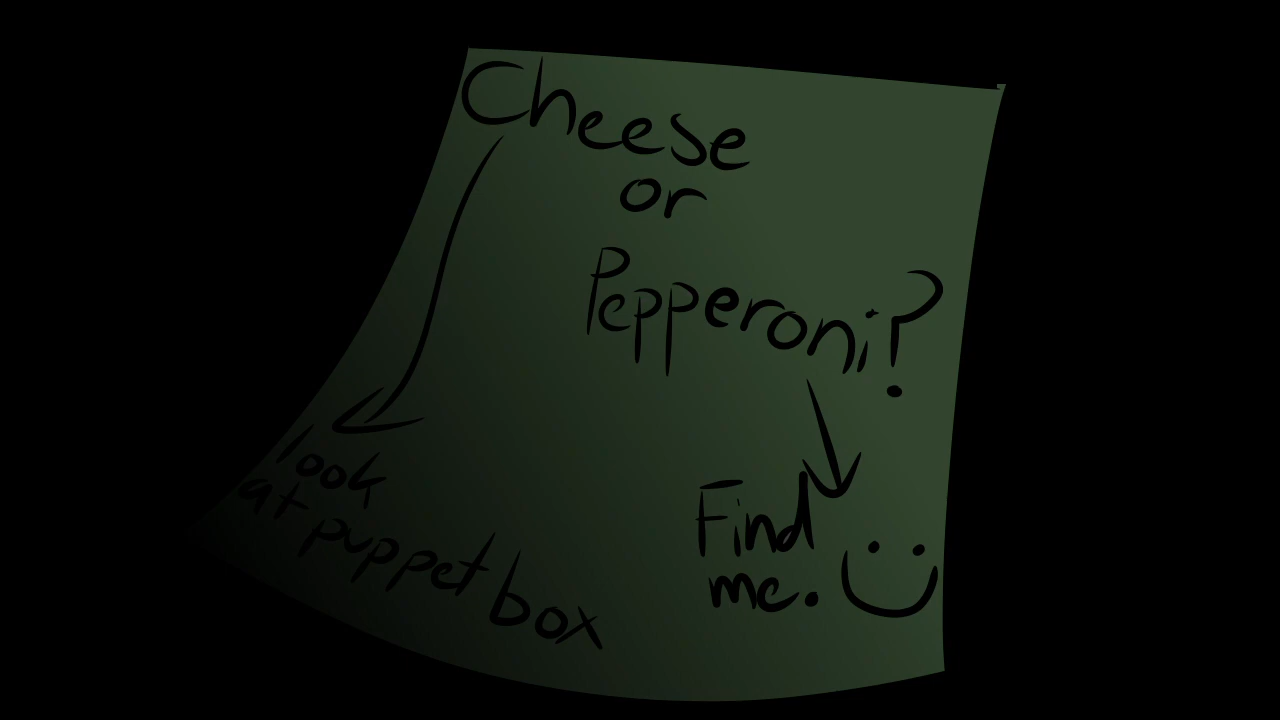 Cheese
or
Pepperoni?
look
at puppet box
Find
me. :)